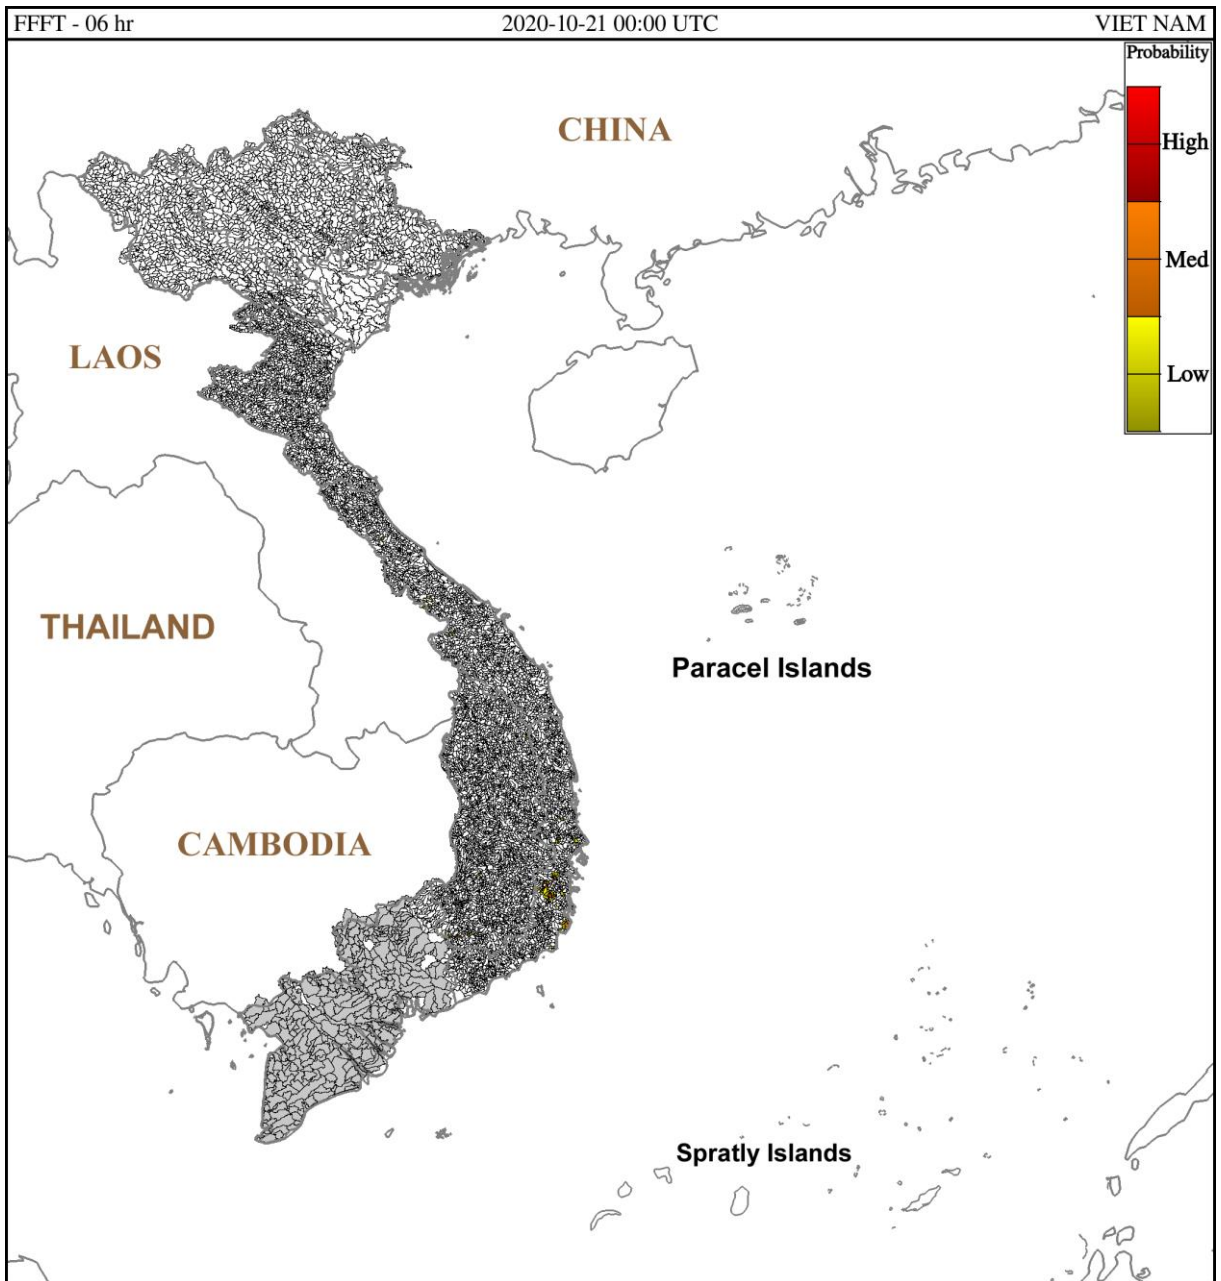 FFFT - 06 hr 2020-10-21 00:00 UTC VIET NAM
Probability
CHINA
High
Med
LAOS
Low
THAILAND
Paracel Islands
CAMBODIA
Spratly Islands